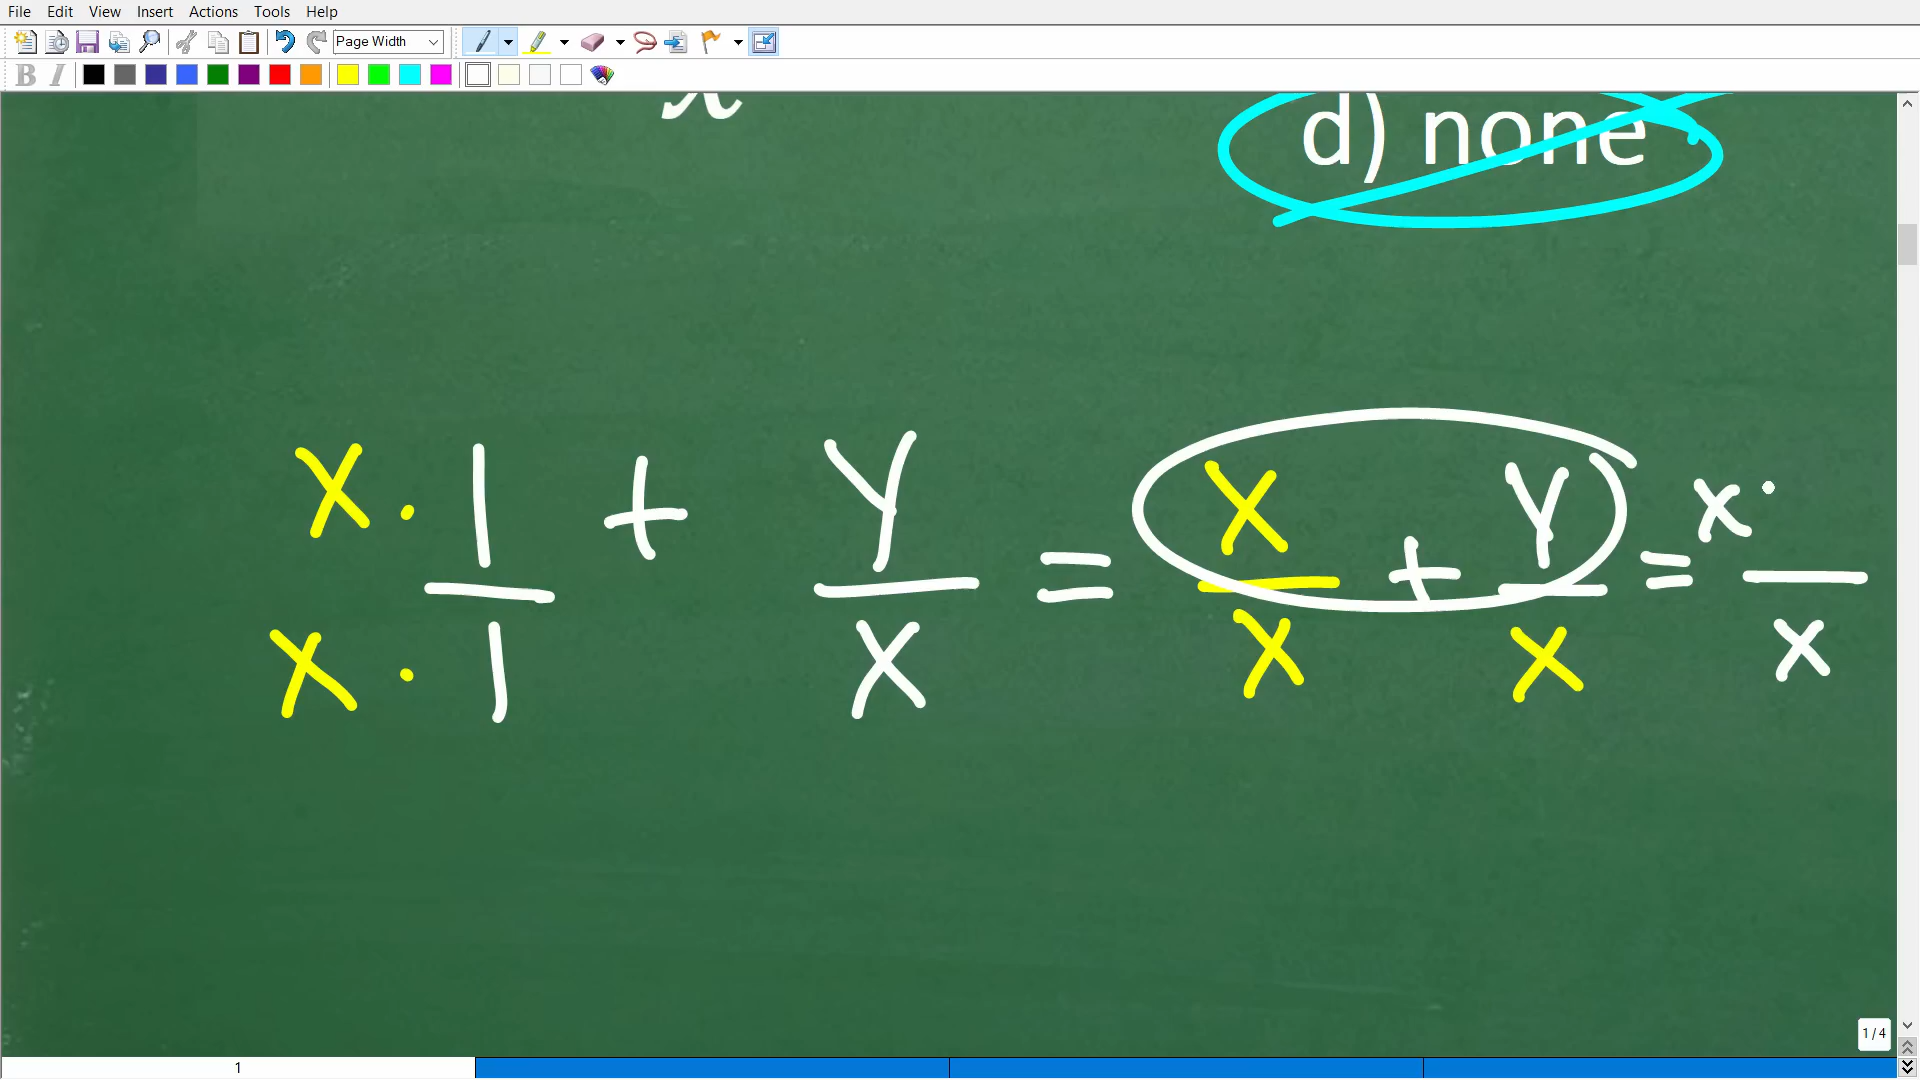 File Edit View Insert Actions Tools Help
Page Width
B I
x
d) none
X · 1 + Y = X + Y = x
X · 1 X X X x
1 / 4
1